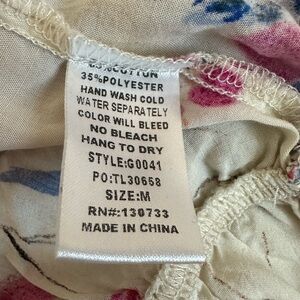 65%COTTON
35%POLYESTER
HAND WASH COLD
WATER SEPARATELY
COLOR WILL BLEED
NO BLEACH
HANG TO DRY
STYLE:G0041
PO:TL30658
SIZE:M
RN#:130733
MADE IN CHINA